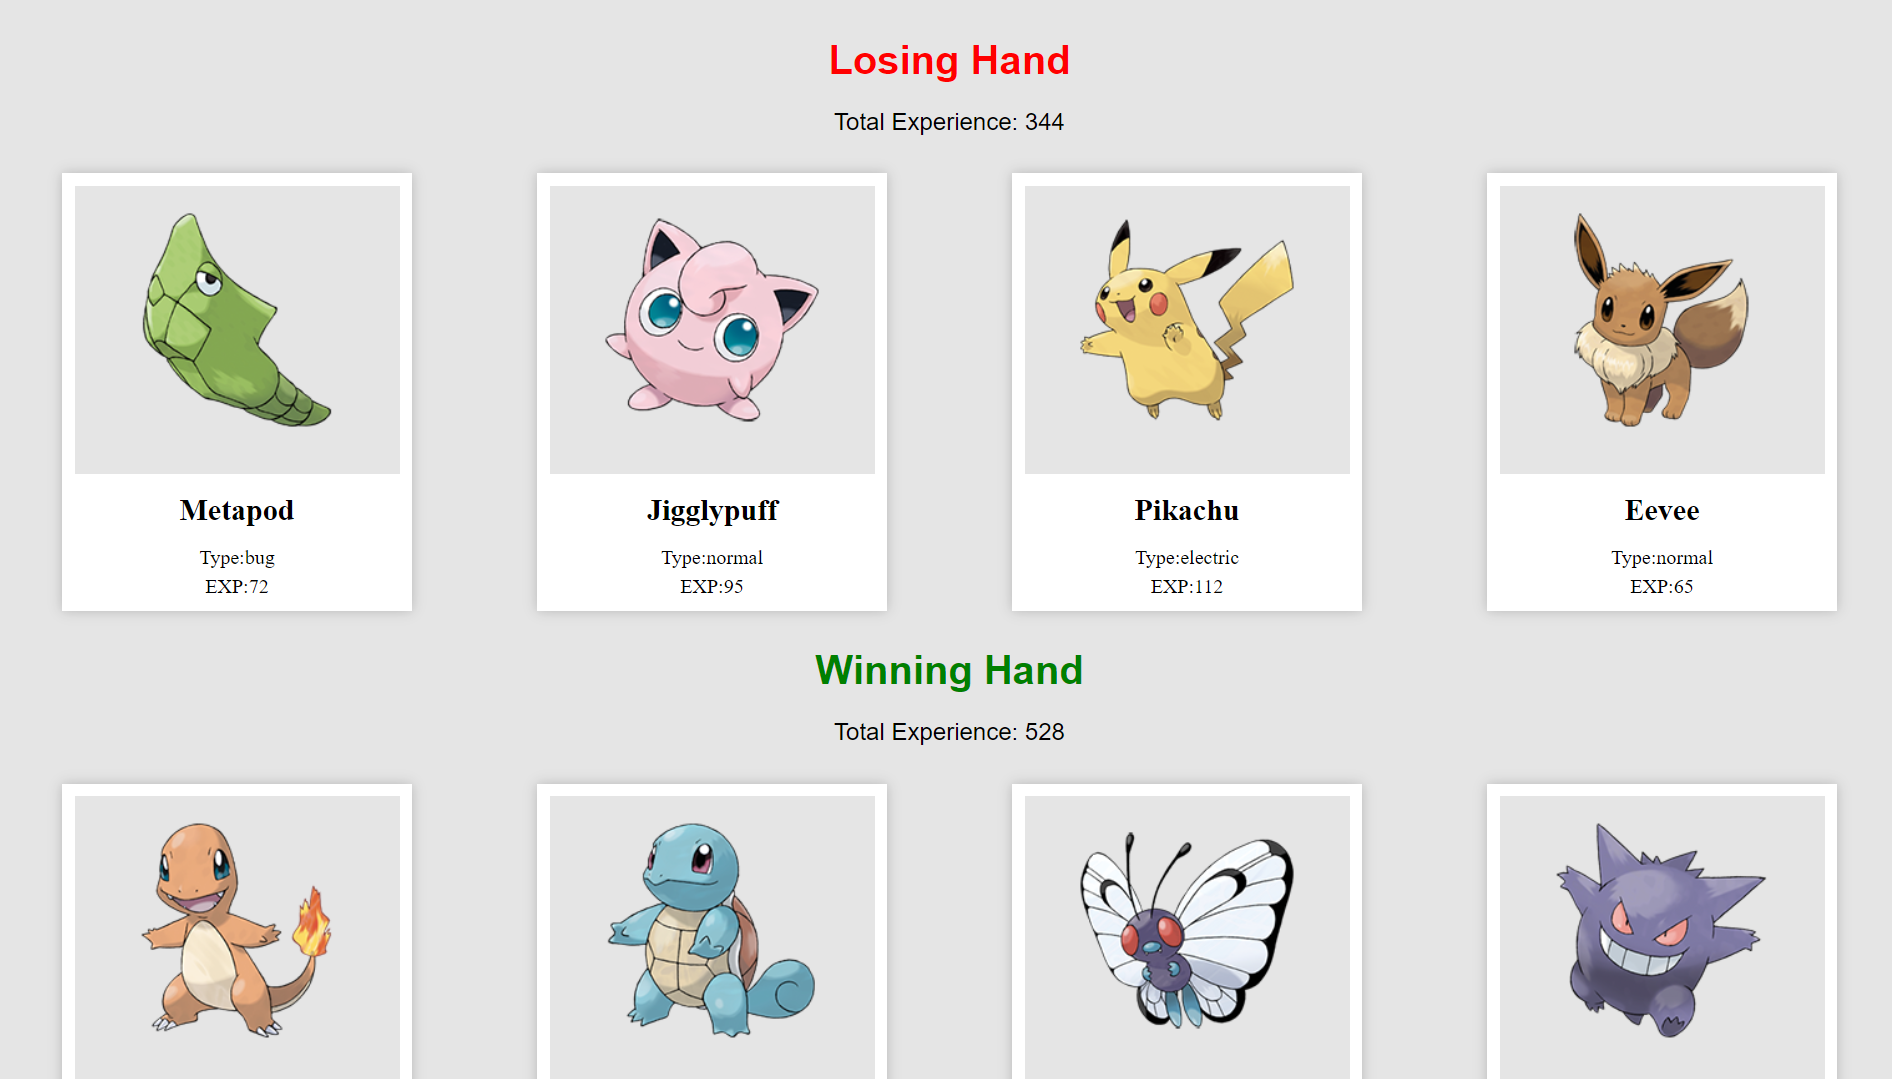 Losing Hand
Total Experience: 344
Metapod
Type:bug
EXP:72
Jigglypuff
Type:normal
EXP:95
Pikachu
Type:electric
EXP:112
Eevee
Type:normal
EXP:65
Winning Hand
Total Experience: 528